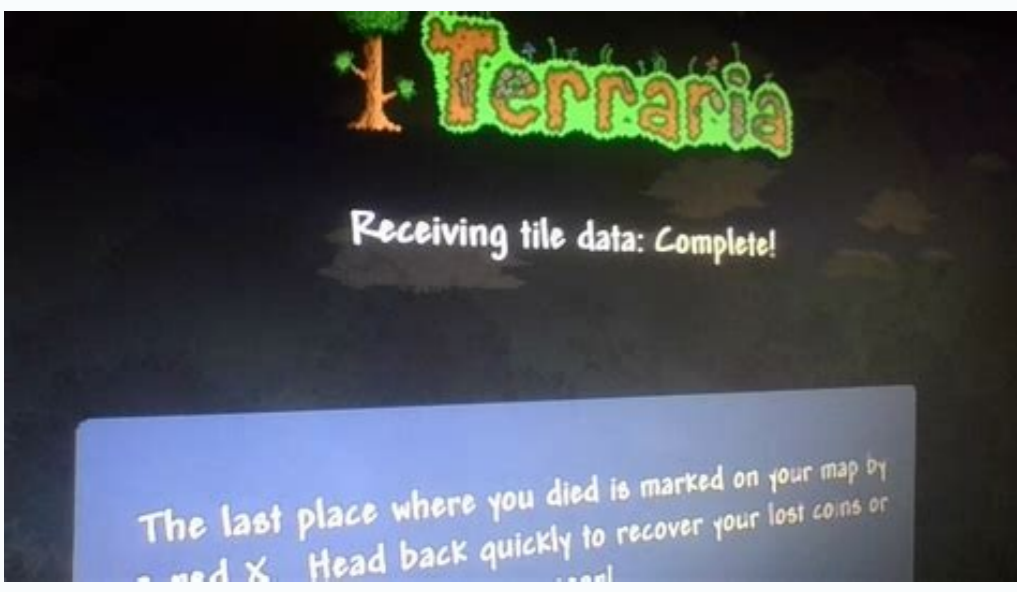 Terraria
Receiving tile data: Complete!
The last place where you died is marked on your map by
red X Head back quickly to recover your lost coins or